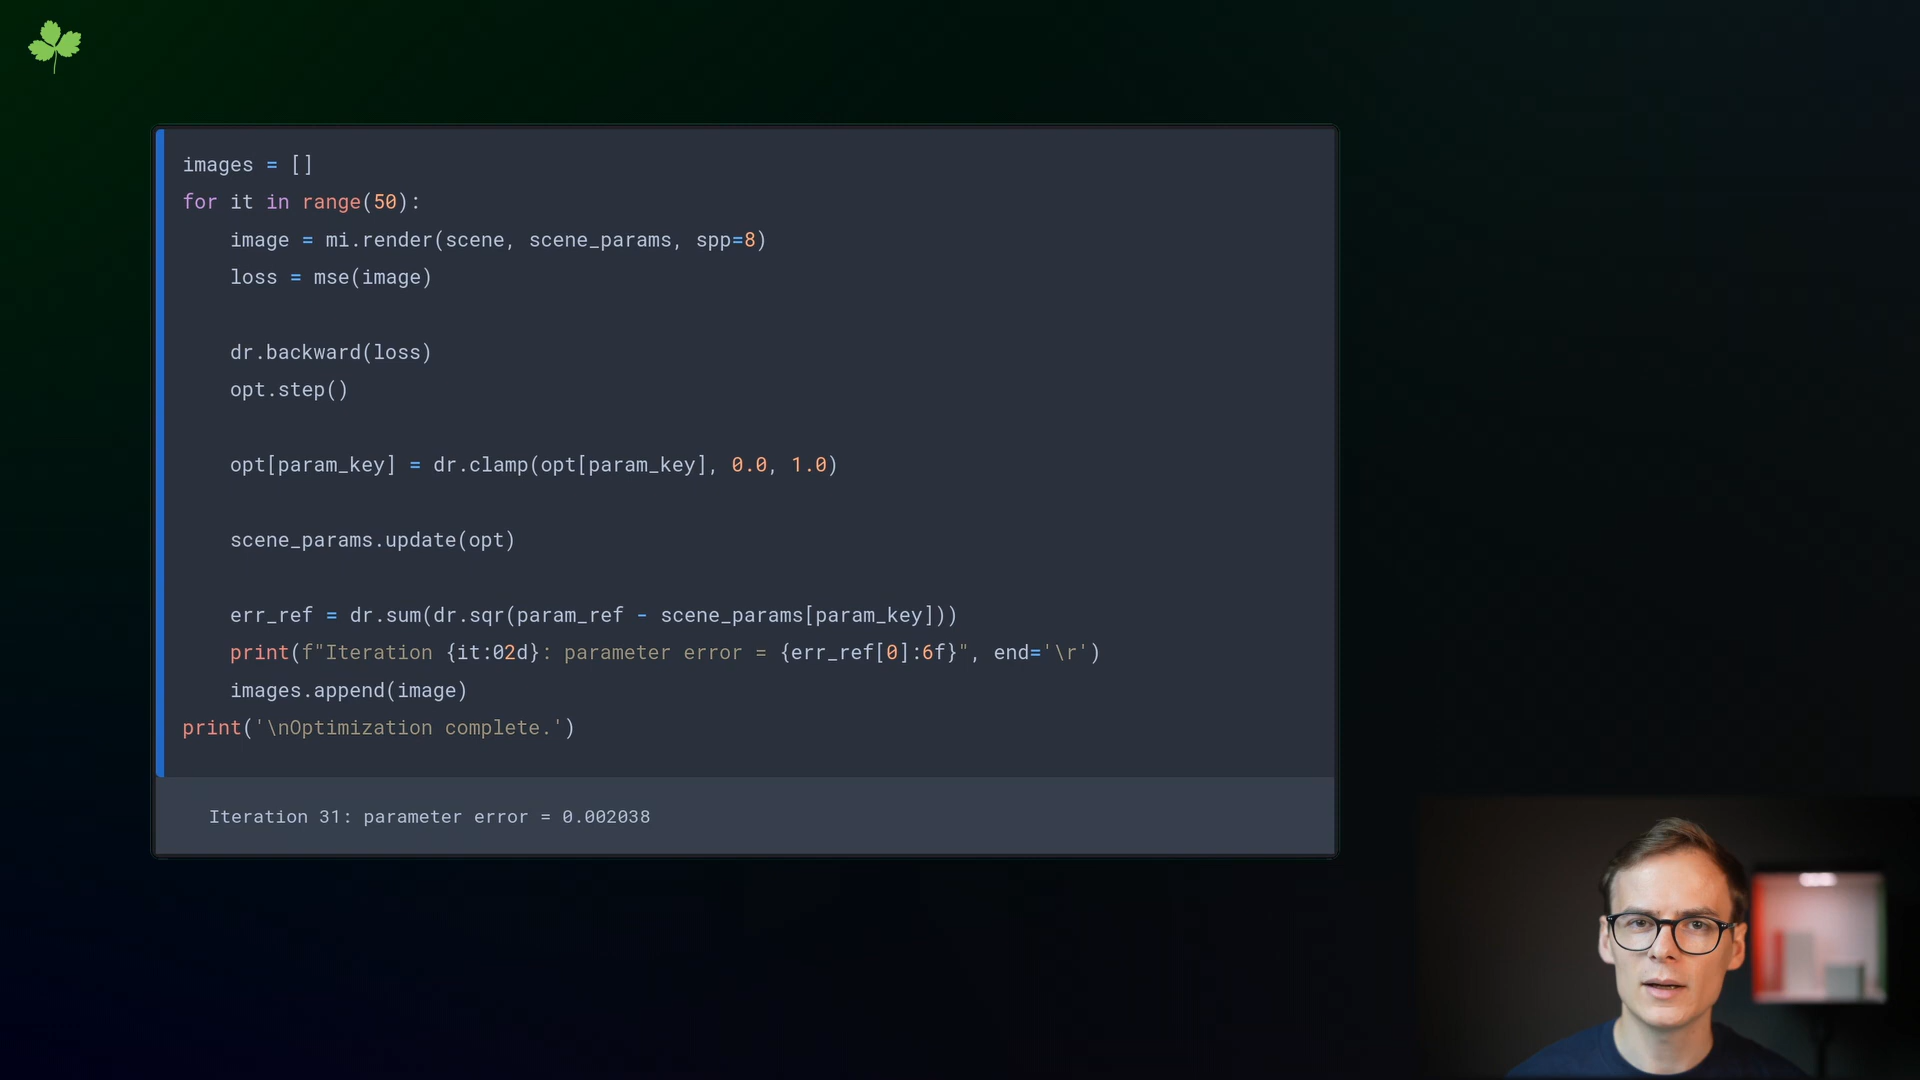 images = []
for it in range(50):
    image = mi.render(scene, scene_params, spp=8)
    loss = mse(image)
    dr.backward(loss)
    opt.step()
    opt[param_key] = dr.clamp(opt[param_key], 0.0, 1.0)
    scene_params.update(opt)
    err_ref = dr.sum(dr.sqr(param_ref - scene_params[param_key]))
    print(f"Iteration {it:02d}: parameter error = {err_ref[0]:6f}", end='\r')
    images.append(image)
print('\nOptimization complete.')
Iteration 31: parameter error = 0.002038